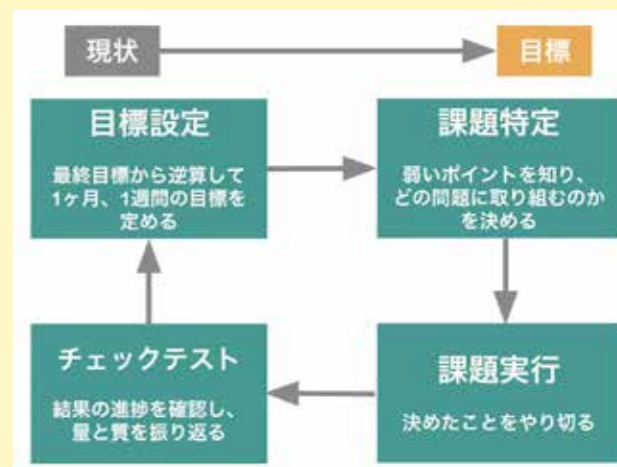 現状
目標
目標設定
最終目標から逆算して
1ヶ月、1週間の目標を
定める
課題特定
弱いポイントを知り、
どの問題に取り組むのか
を決める
チェックテスト
結果の進捗を確認し、
量と質を振り返る
課題実行
決めたことをやり切る